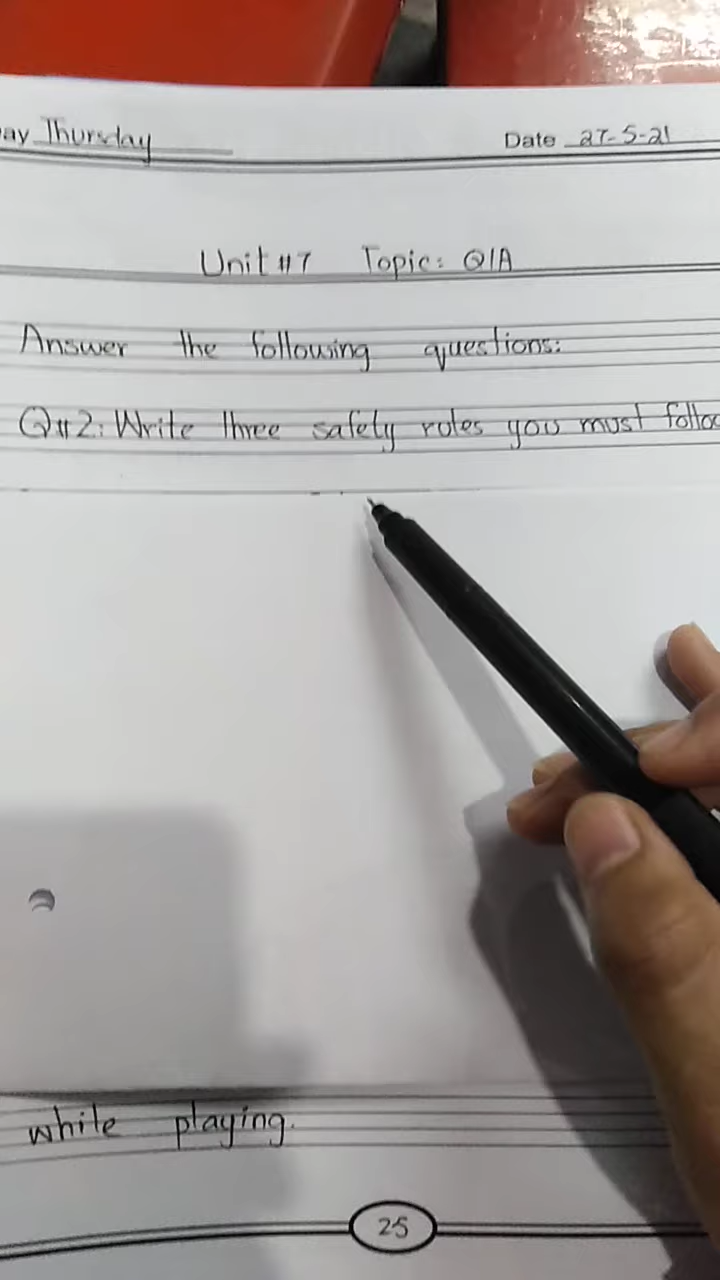 ay Thursday Date 27-5-21
Unit #7 Topic: Q/A
Answer the following questions:
Q#2: Write three safety rules you must follo
while playing.
25